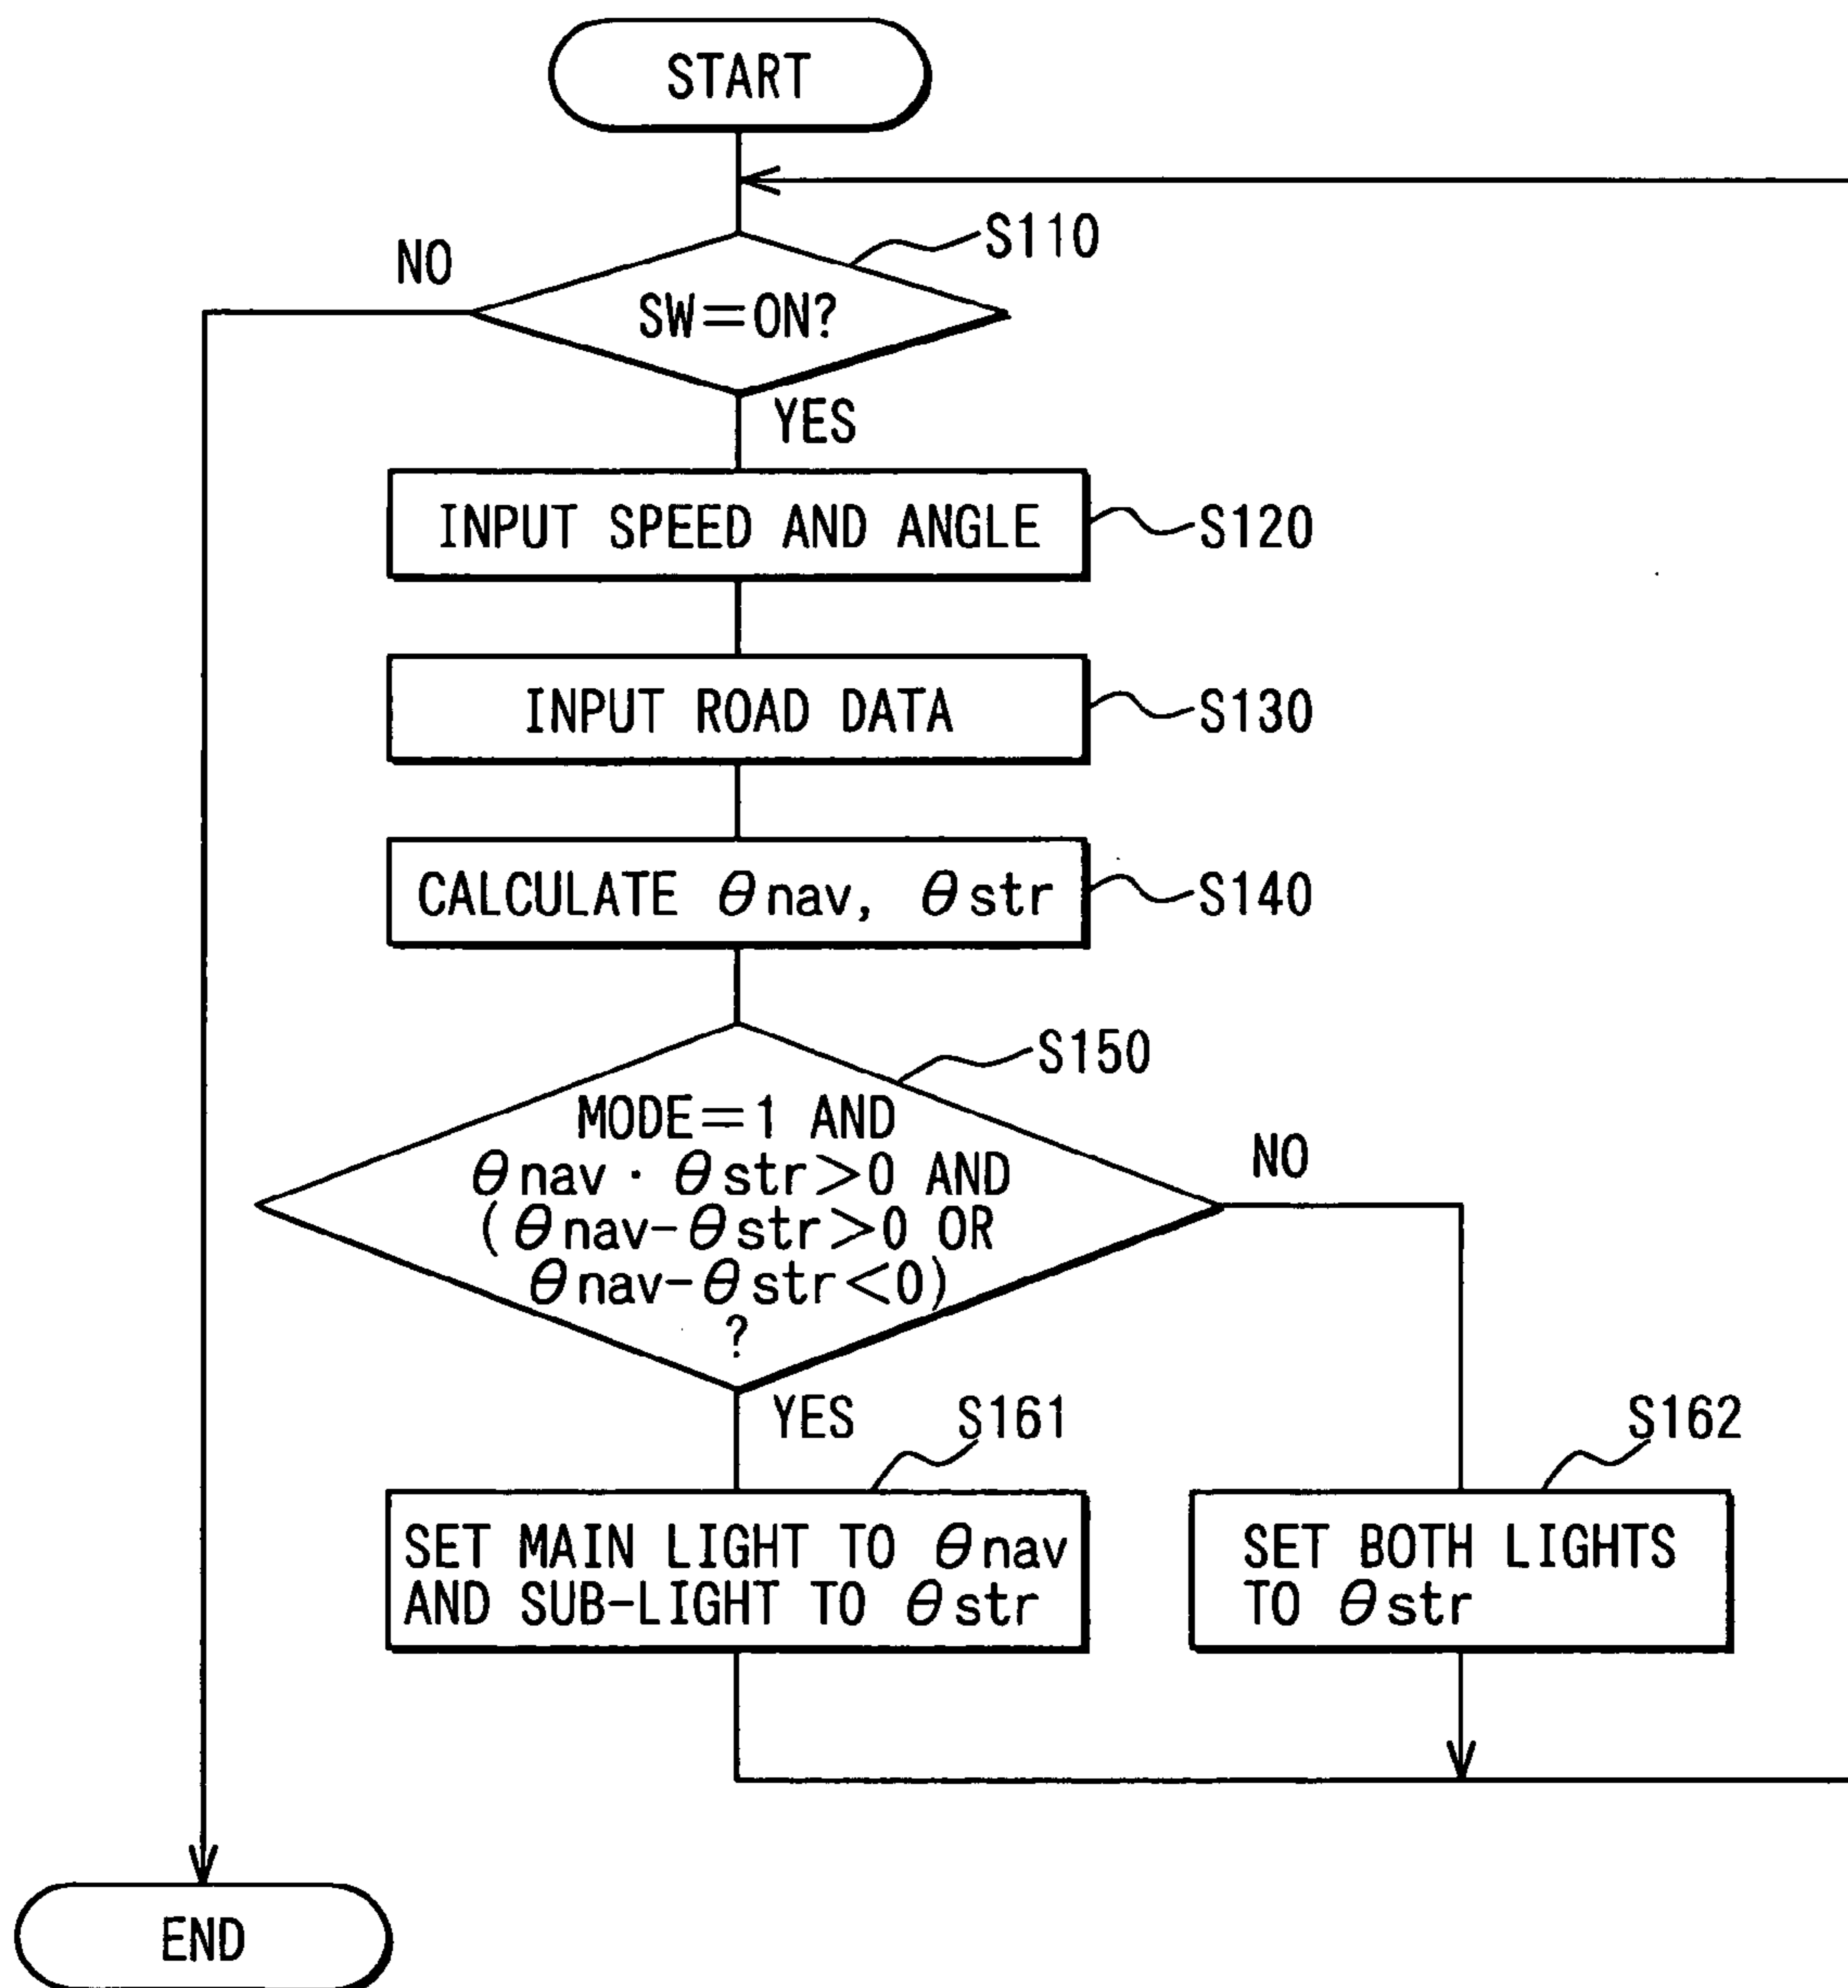 START
S110
NO
SW=ON?
YES
INPUT SPEED AND ANGLE
S120
INPUT ROAD DATA
S130
CALCULATE θnav, θstr
S140
S150
MODE=1 AND
θnav・θstr>0 AND
(θnav-θstr>0 OR
θnav-θstr<0)
?
NO
YES
S161
S162
SET MAIN LIGHT TO θnav
AND SUB-LIGHT TO θstr
SET BOTH LIGHTS
TO θstr
END